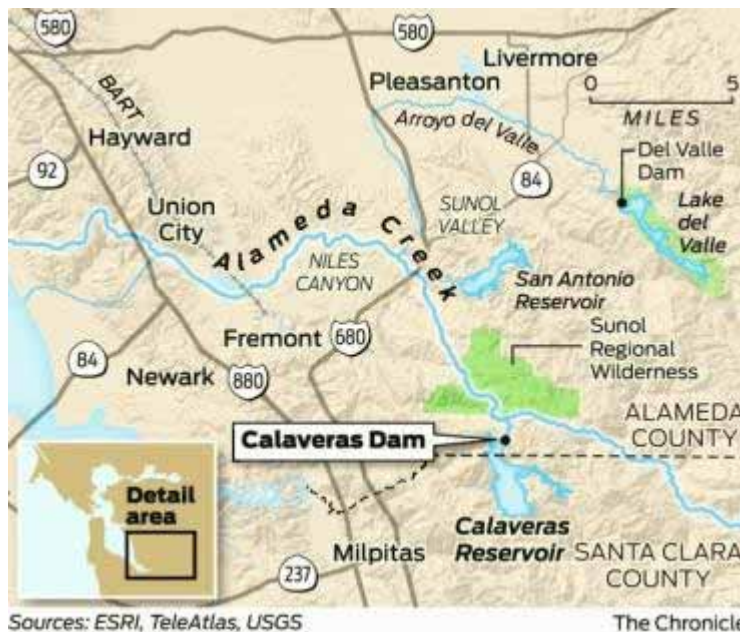 580
580
Livermore
Pleasanton
0 5
MILES
BART
Arroyo del Valle
Hayward
Del Valle
Dam
92
84
Lake
del
Valle
Union
City
SUNOL
VALLEY
Alameda Creek
NILES
CANYON
San Antonio
Reservoir
Fremont
680
Sunol
Regional
Wilderness
84
Newark
880
ALAMEDA
COUNTY
Calaveras Dam
Detail
area
Calaveras
Reservoir
SANTA CLARA
COUNTY
Milpitas
237
Sources: ESRI, TeleAtlas, USGS
The Chronicle